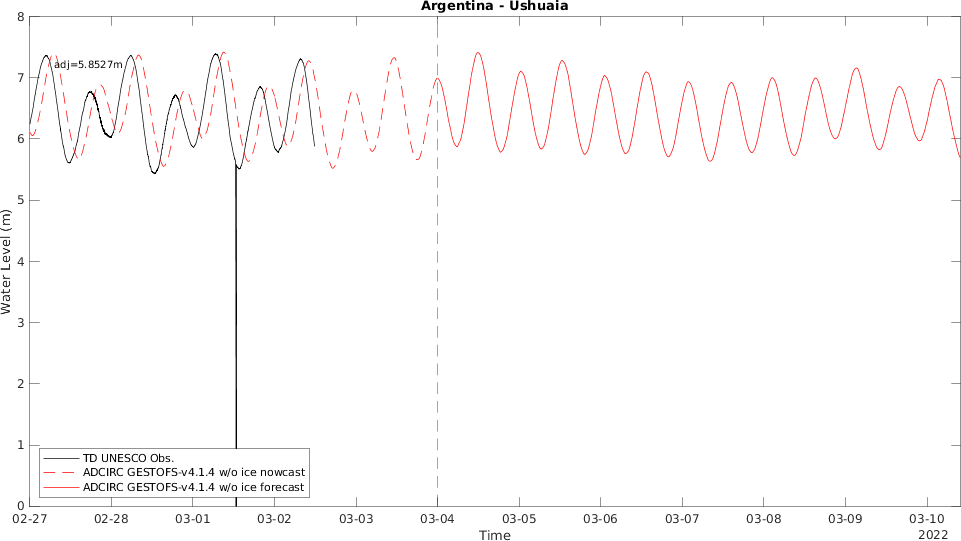 Argentina - Ushuaia
8
adj=5.8527m
7
6
5
4
3
2
1
0
Water Level (m)
TD UNESCO Obs.
ADCIRC GESTOFS-v4.1.4 w/o ice nowcast
ADCIRC GESTOFS-v4.1.4 w/o ice forecast
02-27 02-28 03-01 03-02 03-03 03-04 03-05 03-06 03-07 03-08 03-09 03-10
Time
2022